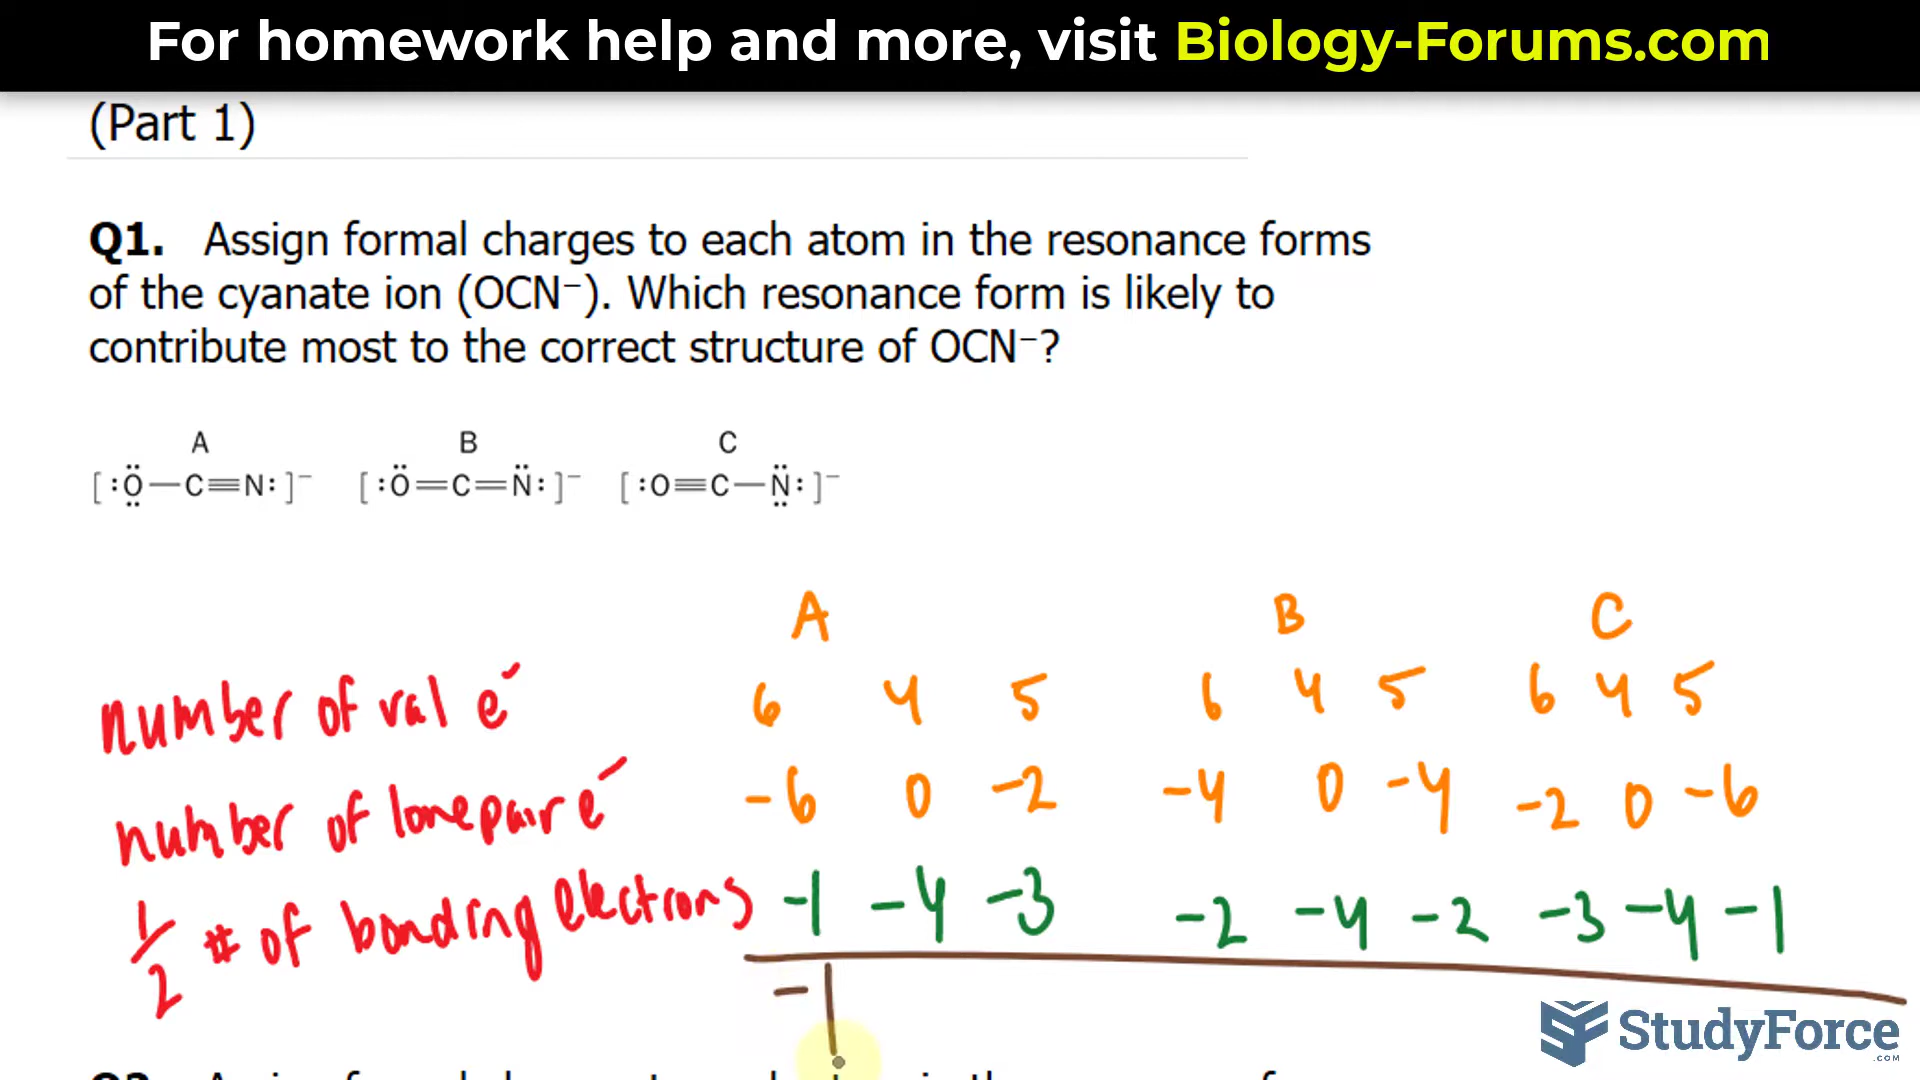 For homework help and more, visit Biology-Forums.com
(Part 1)
Q1. Assign formal charges to each atom in the resonance forms
of the cyanate ion (OCN⁻). Which resonance form is likely to
contribute most to the correct structure of OCN⁻?
A B C
[:Ö—C≡N:]⁻ [:Ö=C=N̈:]⁻ [:O≡C—N̈:]⁻
A B C
number of val e⁻ 6 4 5 6 4 5 6 4 5
number of lone pair e⁻ -6 0 -2 -4 0 -4 -2 0 -6
1/2 # of bonding electrons -1 -4 -3 -2 -4 -2 -3 -4 -1
-1
StudyForce
.COM